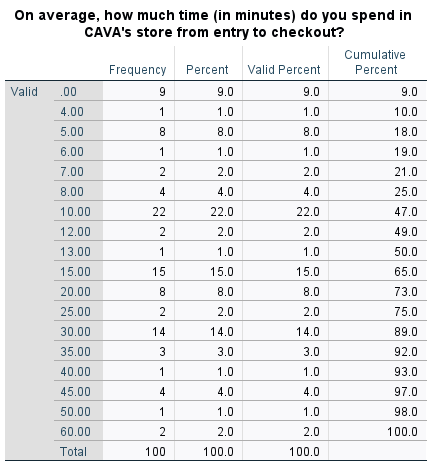 On average, how much time (in minutes) do you spend in
CAVA's store from entry to checkout?
Frequency Percent Valid Percent Cumulative Percent
Valid .00 9 9.0 9.0 9.0
4.00 1 1.0 1.0 10.0
5.00 8 8.0 8.0 18.0
6.00 1 1.0 1.0 19.0
7.00 2 2.0 2.0 21.0
8.00 4 4.0 4.0 25.0
10.00 22 22.0 22.0 47.0
12.00 2 2.0 2.0 49.0
13.00 1 1.0 1.0 50.0
15.00 15 15.0 15.0 65.0
20.00 8 8.0 8.0 73.0
25.00 2 2.0 2.0 75.0
30.00 14 14.0 14.0 89.0
35.00 3 3.0 3.0 92.0
40.00 1 1.0 1.0 93.0
45.00 4 4.0 4.0 97.0
50.00 1 1.0 1.0 98.0
60.00 2 2.0 2.0 100.0
Total 100 100.0 100.0